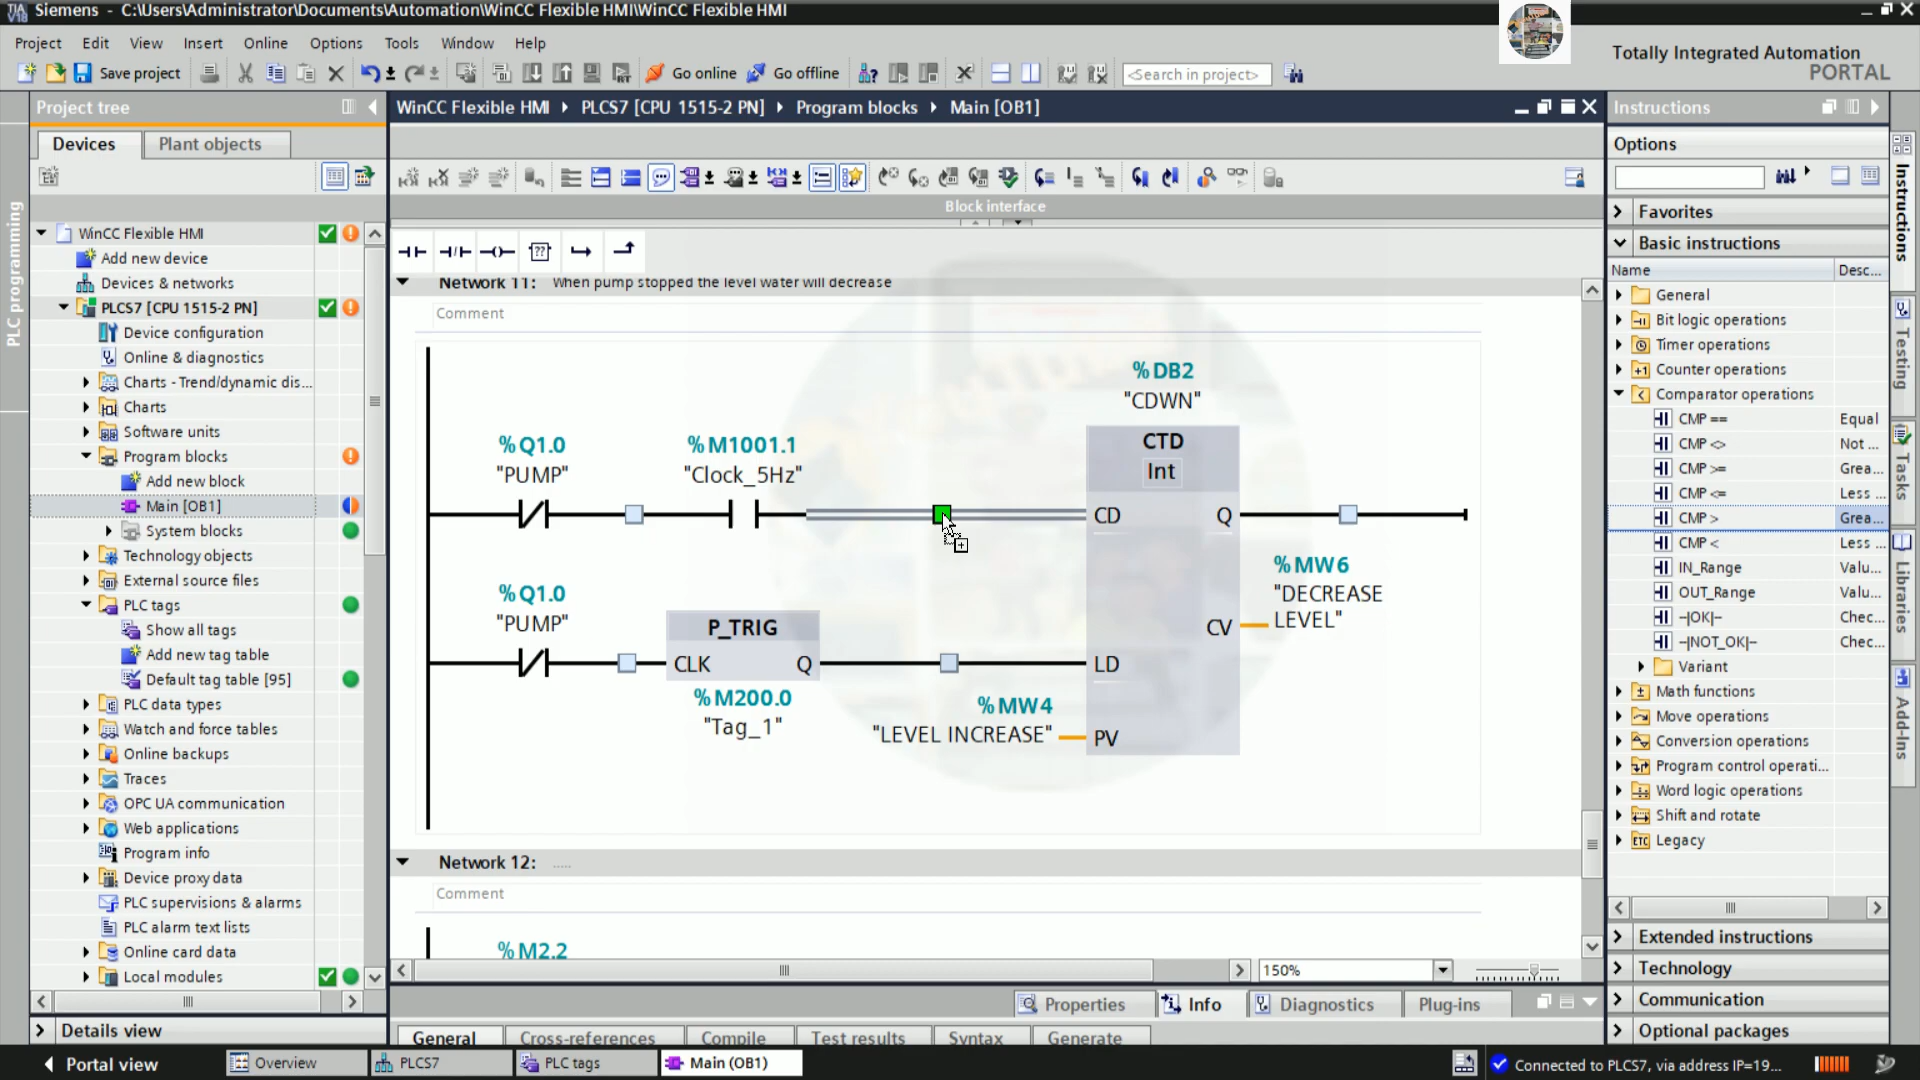 Siemens - C:\Users\Administrator\Documents\Automation\WinCC Flexible HMI\WinCC Flexible HMI
Project Edit View Insert Online Options Tools Window Help
Totally Integrated Automation
PORTAL
Save project
Go online
Go offline
<Search in project>
Project tree
WinCC Flexible HMI PLCS7 [CPU 1515-2 PN] Program blocks Main [OB1]
Instructions
Devices
Plant objects
Options
Block interface
PLC programming
WinCC Flexible HMI
Add new device
Devices & networks
PLCS7 [CPU 1515-2 PN]
Device configuration
Online & diagnostics
Charts - Trend/dynamic dis...
Charts
Software units
Program blocks
Add new block
Main [OB1]
System blocks
Technology objects
External source files
PLC tags
Show all tags
Add new tag table
Default tag table [95]
PLC data types
Watch and force tables
Online backups
Traces
OPC UA communication
Web applications
Program info
Device proxy data
PLC supervisions & alarms
PLC alarm text lists
Online card data
Local modules
Details view
??
Network 11: When pump stopped the level water will decrease
Comment
%DB2
"CDWN"
CTD
Int
%Q1.0
"PUMP"
%M1001.1
"Clock_5Hz"
CD
Q
%MW6
"DECREASE
LEVEL"
CV
%Q1.0
"PUMP"
P_TRIG
CLK
Q
LD
%M200.0
"Tag_1"
%MW4
"LEVEL INCREASE"
PV
Network 12: .....
Comment
%M2.2
150%
Properties
Info
Diagnostics
Plug-ins
General
Cross-references
Compile
Test results
Syntax
Generate
Favorites
Basic instructions
Name
Desc...
General
Bit logic operations
Timer operations
Counter operations
Comparator operations
CMP == Equal
CMP <> Not ...
CMP >= Grea...
CMP <= Less ...
CMP > Grea...
CMP < Less ...
IN_Range Valu...
OUT_Range Valu...
-|OK|- Chec...
-|NOT_OK|- Chec...
Variant
Math functions
Move operations
Conversion operations
Program control operati...
Word logic operations
Shift and rotate
Legacy
Extended instructions
Technology
Communication
Optional packages
Instructions
Testing
Tasks
Libraries
Add-Ins
Portal view
Overview
PLCS7
PLC tags
Main (OB1)
Connected to PLCS7, via address IP=19...